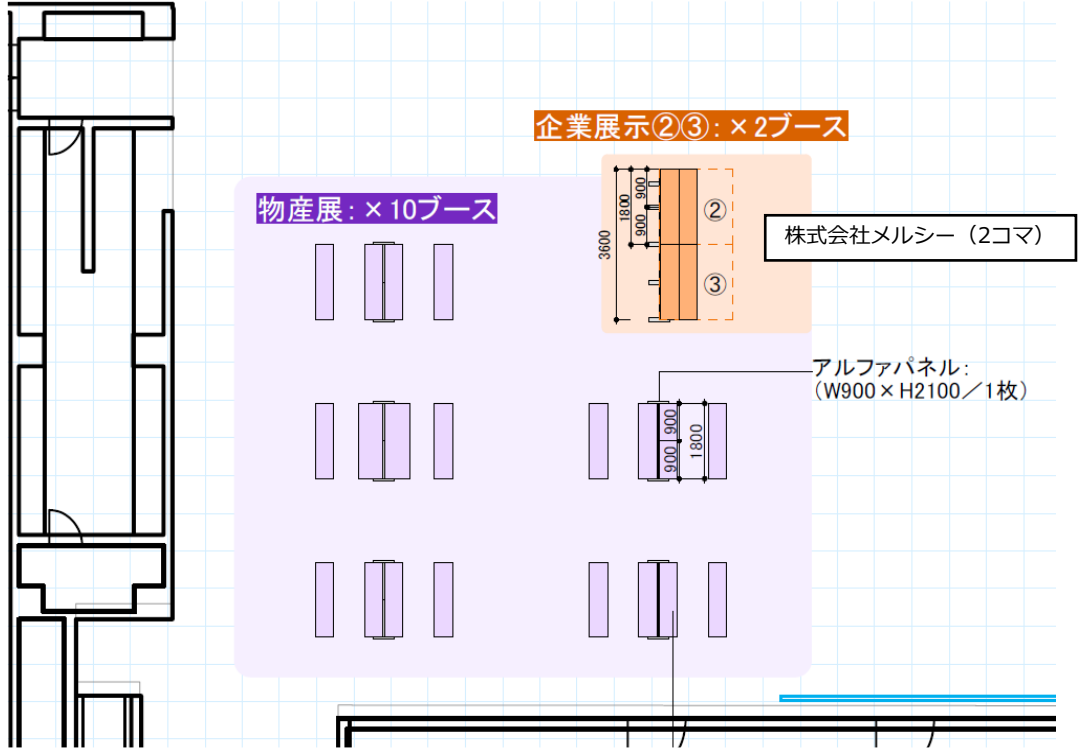 企業展示②③：×2ブース
物産展：×10ブース
900
1800
900
3600
②
③
株式会社メルシー（2コマ）
アルファパネル：
（W900×H2100／1枚）
900
900
1800